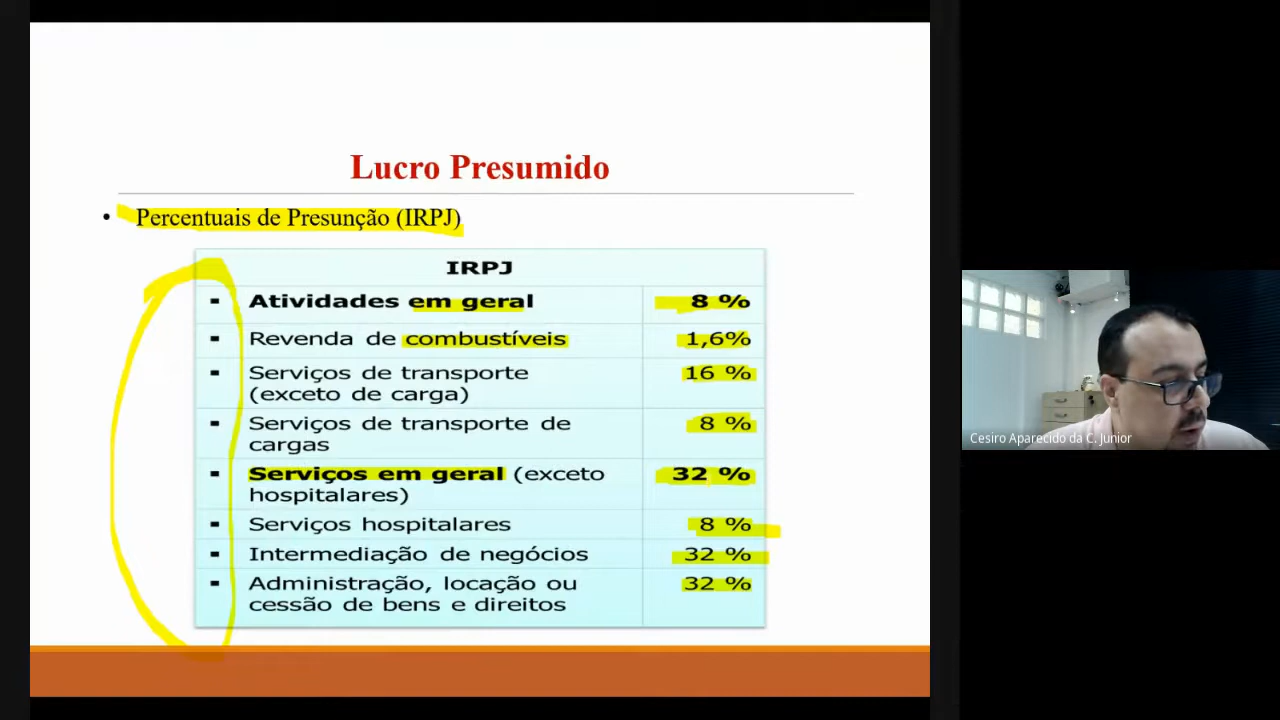 Lucro Presumido
• Percentuais de Presunção (IRPJ)
IRPJ
▪ Atividades em geral 8 %
▪ Revenda de combustíveis 1,6%
▪ Serviços de transporte 16 %
(exceto de carga)
▪ Serviços de transporte de 8 %
cargas
▪ Serviços em geral (exceto 32 %
hospitalares)
▪ Serviços hospitalares 8 %
▪ Intermediação de negócios 32 %
▪ Administração, locação ou 32 %
cessão de bens e direitos
Cesiro Aparecido da C. Junior